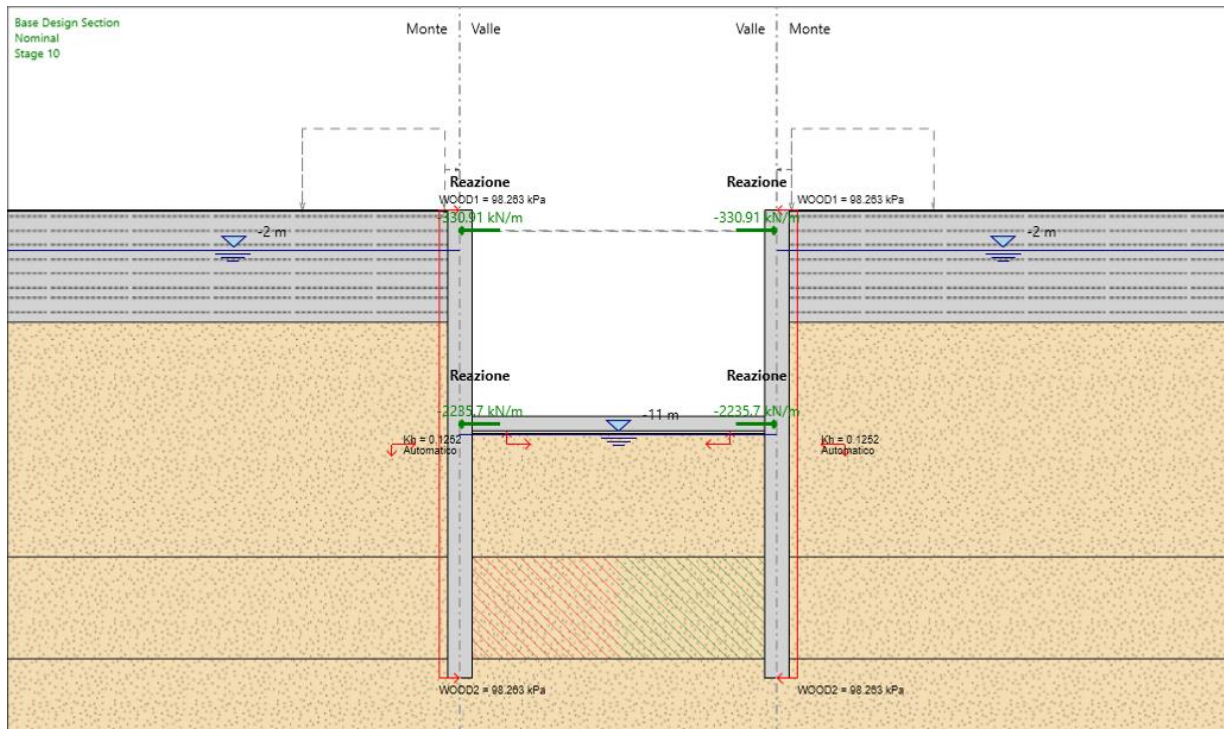 Base Design Section
Nominal
Stage 10
Monte Valle
Valle Monte
Reazione
Reazione
WOOD1 = 98.263 kPa
WOOD1 = 98.263 kPa
-330.91 kN/m
-330.91 kN/m
-2 m
-2 m
Reazione
Reazione
-2235.7 kN/m
-2235.7 kN/m
-11 m
Kh = 0.1252
Automatico
Kh = 0.1252
Automatico
WOOD2 = 98.263 kPa
WOOD2 = 98.263 kPa